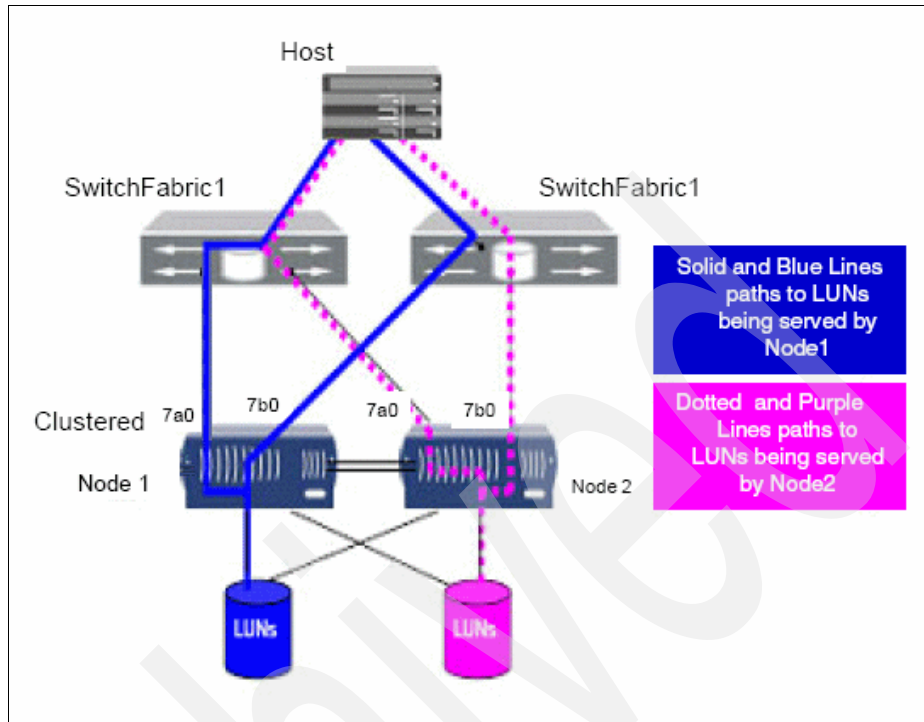 Host
SwitchFabric1
SwitchFabric1
Solid and Blue Lines
paths to LUNs
being served by
Node1
Dotted and Purple
Lines paths to
LUNs being served
by Node2
7a0
7b0
7a0
7b0
Clustered
Node 1
Node 2
LUNs
LUNs